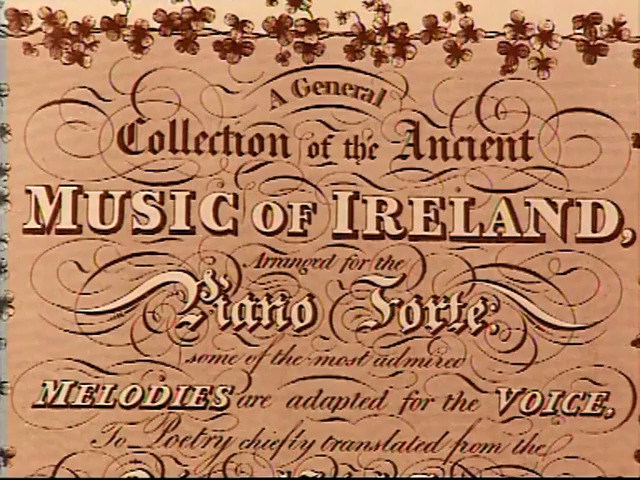 A General
Collection of the Ancient
MUSIC OF IRELAND,
Arranged for the
Piano Forte.
some of the most admired
MELODIES are adapted for the VOICE,
To Poetry chiefly translated from the